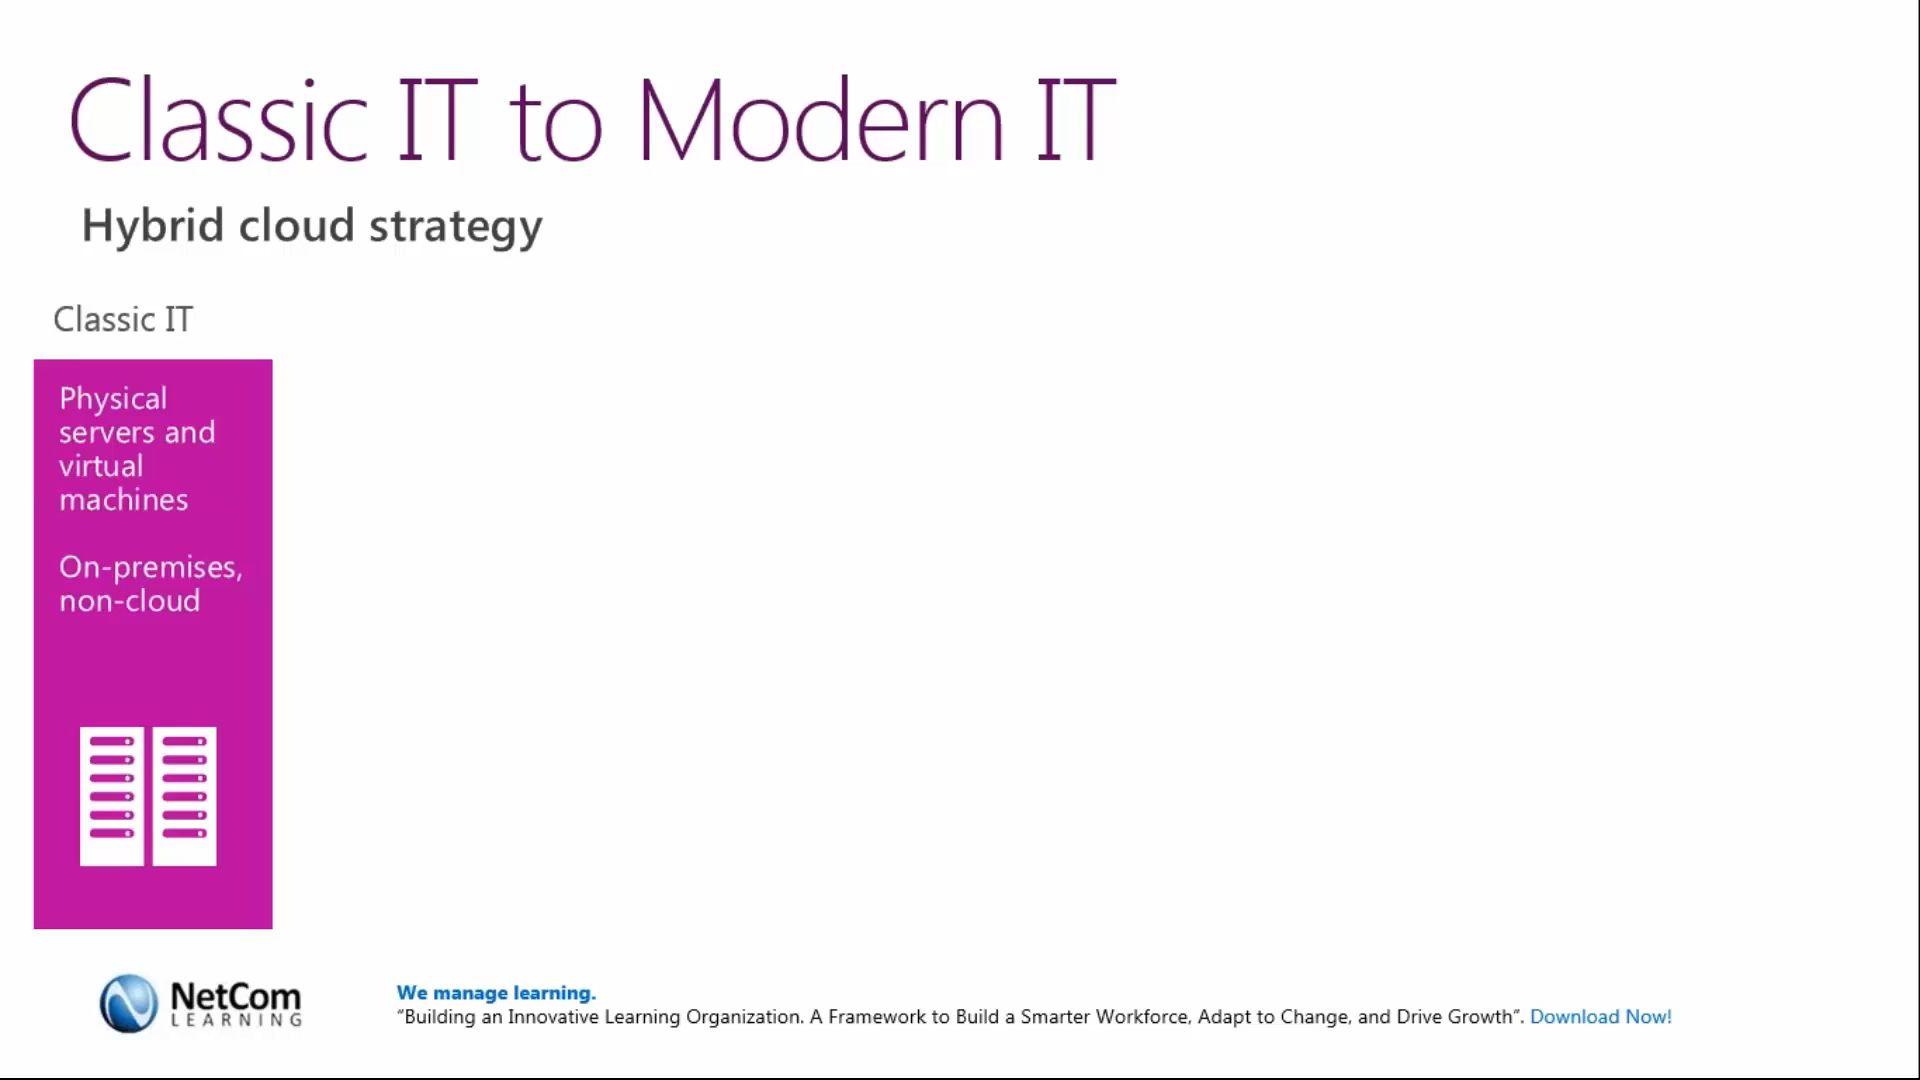 Classic IT to Modern IT
Hybrid cloud strategy
Classic IT
Physical
servers and
virtual
machines
On-premises,
non-cloud
NetCom
LEARNING
We manage learning.
“Building an Innovative Learning Organization. A Framework to Build a Smarter Workforce, Adapt to Change, and Drive Growth”. Download Now!